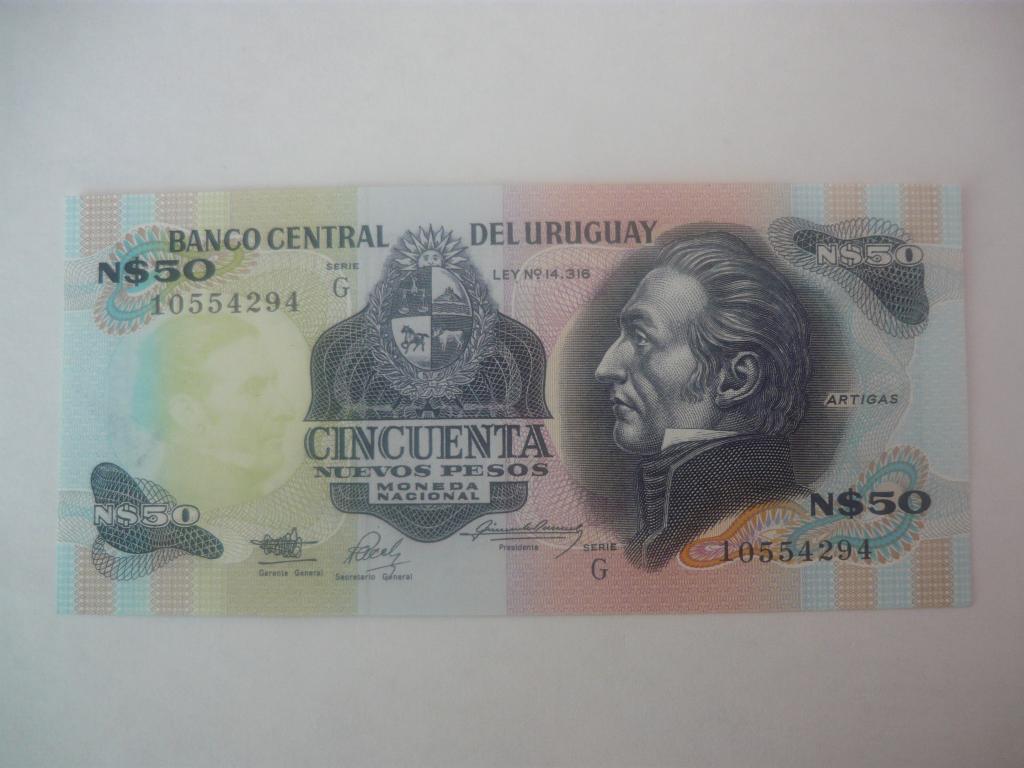 BANCO CENTRAL DEL URUGUAY
N$50
N$50
SERIE
G
LEY Nº 14.316
10554294
ARTIGAS
CINCUENTA
NUEVOS PESOS
MONEDA
NACIONAL
N$50
N$50
Gerente General
Secretario General
Presidente
SERIE
G
10554294